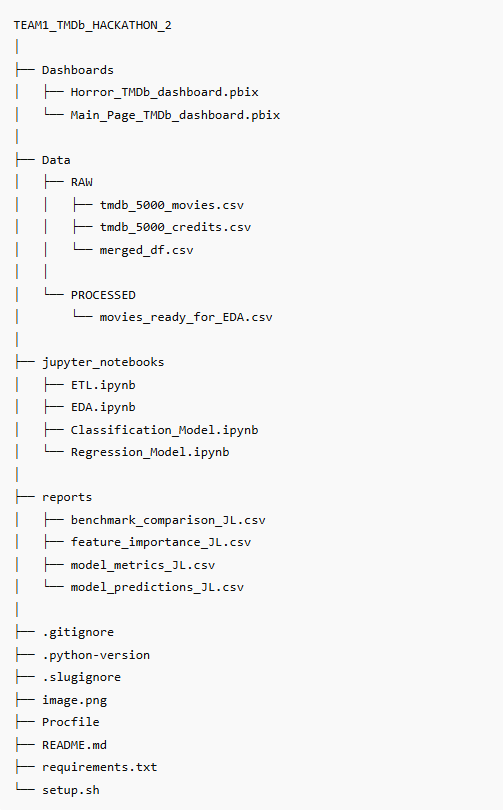 TEAM1_TMDb_HACKATHON_2
│
├── Dashboards
│   ├── Horror_TMDb_dashboard.pbix
│   └── Main_Page_TMDb_dashboard.pbix
│
├── Data
│   ├── RAW
│   │   ├── tmdb_5000_movies.csv
│   │   ├── tmdb_5000_credits.csv
│   │   └── merged_df.csv
│   │
│   └── PROCESSED
│       └── movies_ready_for_EDA.csv
│
├── jupyter_notebooks
│   ├── ETL.ipynb
│   ├── EDA.ipynb
│   ├── Classification_Model.ipynb
│   └── Regression_Model.ipynb
│
├── reports
│   ├── benchmark_comparison_JL.csv
│   ├── feature_importance_JL.csv
│   ├── model_metrics_JL.csv
│   └── model_predictions_JL.csv
│
├── .gitignore
├── .python-version
├── .slugignore
├── image.png
├── Procfile
├── README.md
├── requirements.txt
└── setup.sh